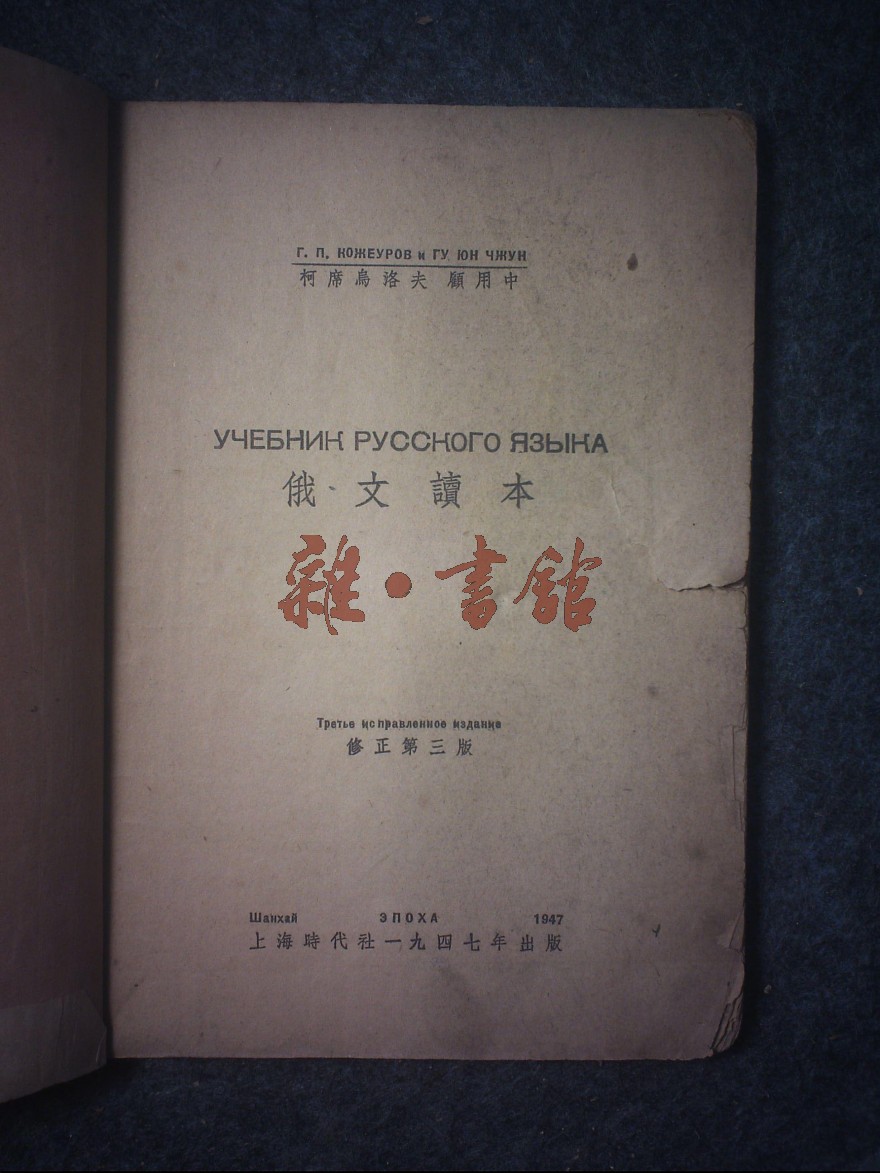 Г. П. КОЖЕУРОВ и ГУ ЮН ЧЖУН
柯席烏洛夫 顧用中
УЧЕБНИК РУССКОГО ЯЗЫКА
俄文讀本
雜·書館
Третье исправленное издание
修正第三版
Шанхай ЭПОХА 1947
上海時代社一九四七年出版